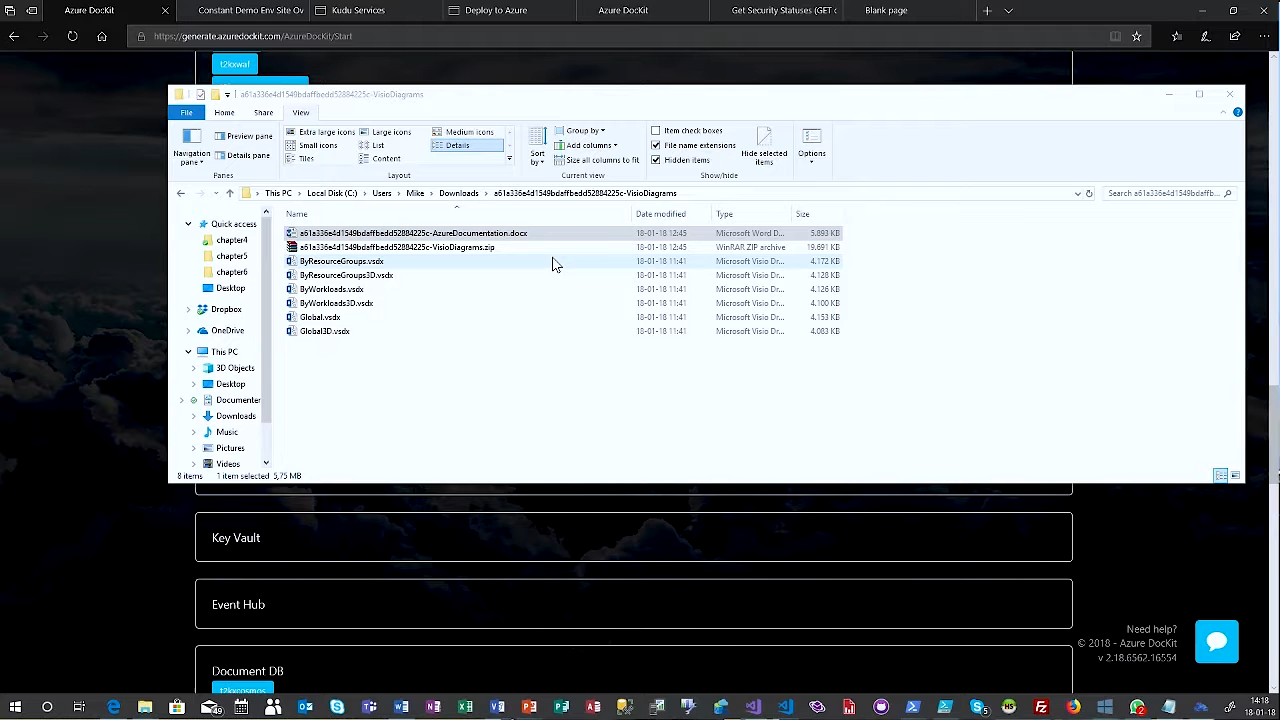 Azure DocKit
Constant Demo Env Site Ov
Kudu Services
Deploy to Azure
Azure DocKit
Get Security Statuses (GET c
Blank page
https://generate.azuredockit.com/AzureDocKit/Start
t2kxwaf
a61a336e4d1549bdaffbedd52884225c-VisioDiagrams
File
Home
Share
View
Navigation pane
Preview pane
Details pane
Panes
Extra large icons
Large icons
Medium icons
Small icons
List
Details
Tiles
Content
Layout
Sort by
Group by
Add columns
Size all columns to fit
Current view
Item check boxes
File name extensions
Hidden items
Hide selected items
Show/hide
Options
This PC
Local Disk (C:)
Users
Mike
Downloads
a61a336e4d1549bdaffbedd52884225c-VisioDiagrams
Search a61a336e4d1549bdaffb...
Name
Date modified
Type
Size
Quick access
chapter4
chapter5
chapter6
Desktop
Dropbox
OneDrive
This PC
3D Objects
Desktop
Documenter
Downloads
Music
Pictures
Videos
a61a336e4d1549bdaffbedd52884225c-AzureDocumentation.docx 18-01-18 12:45 Microsoft Word D... 5.893 KB
a61a336e4d1549bdaffbedd52884225c-VisioDiagrams.zip 18-01-18 12:45 WinRAR ZIP archive 19.691 KB
ByResourceGroups.vsdx 18-01-18 11:41 Microsoft Visio Dr... 4.172 KB
ByResourceGroups3D.vsdx 18-01-18 11:41 Microsoft Visio Dr... 4.128 KB
ByWorkloads.vsdx 18-01-18 11:41 Microsoft Visio Dr... 4.126 KB
ByWorkloads3D.vsdx 18-01-18 11:41 Microsoft Visio Dr... 4.100 KB
Global.vsdx 18-01-18 11:41 Microsoft Visio Dr... 4.153 KB
Global3D.vsdx 18-01-18 11:41 Microsoft Visio Dr... 4.083 KB
8 items 1 item selected 5,75 MB
Key Vault
Event Hub
Document DB
t2kxcosmos
Need help?
© 2018 - Azure DocKit
v 2.18.6562.16554
14:18
18-01-18